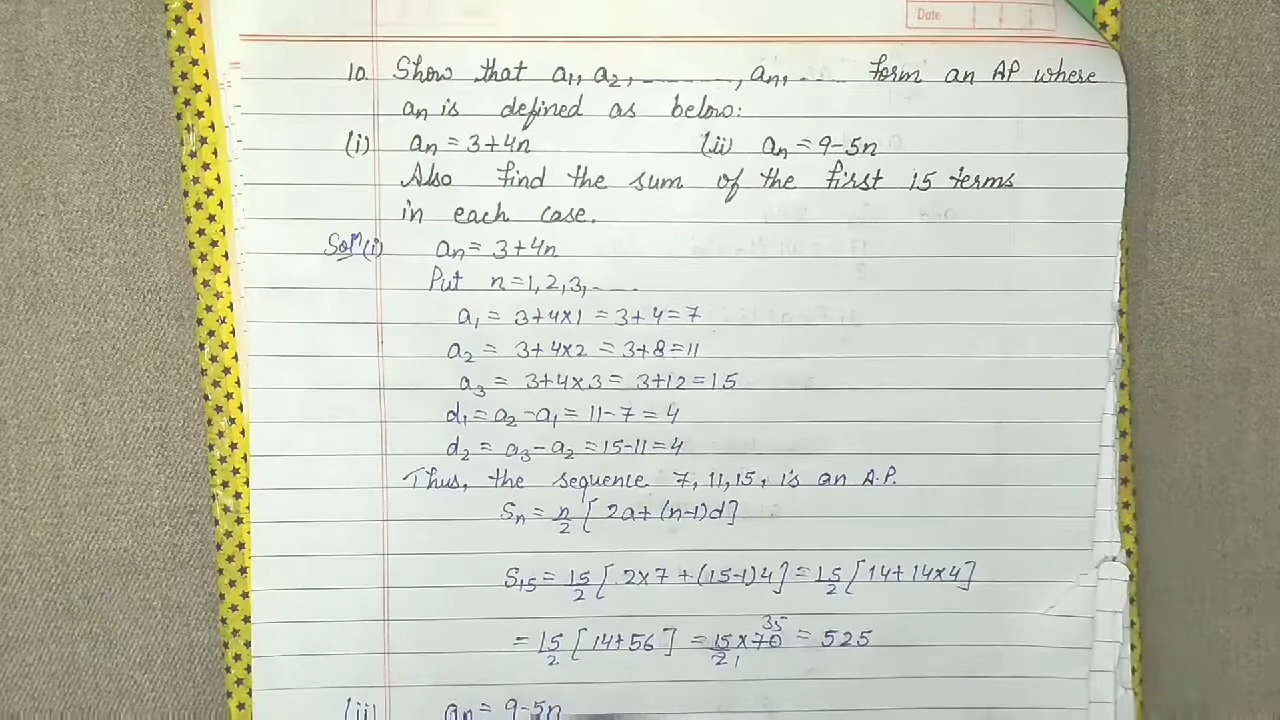 Date
10. Show that a₁, a₂, ------, aₙ, --- form an AP where
aₙ is defined as below:
(i) aₙ = 3+4n (ii) aₙ = 9-5n
Also find the sum of the first 15 terms
in each case.
Solⁿ(i) aₙ = 3+4n
Put n=1, 2, 3, ----
a₁ = 3+4×1 = 3+4=7
a₂ = 3+4×2 = 3+8=11
a₃ = 3+4×3 = 3+12=15
d₁ = a₂-a₁ = 11-7 = 4
d₂ = a₃-a₂ = 15-11=4
Thus, the sequence 7, 11, 15, is an A.P.
Sₙ = n/2 [2a+(n-1)d]
S₁₅ = 15/2 [2×7+(15-1)4] = 15/2 [14+14×4]
= 15/2 [14+56] = 15×70/2 = 525
35
1
(ii) aₙ = 9-5n